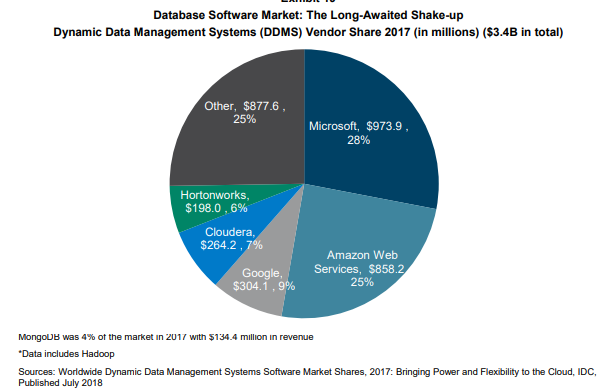 Database Software Market: The Long-Awaited Shake-up
Dynamic Data Management Systems (DDMS) Vendor Share 2017 (in millions) ($3.4B in total)
Other, $877.6 ,
25%
Microsoft, $973.9 ,
28%
Hortonworks,
$198.0 , 6%
Cloudera,
$264.2 , 7%
Google,
$304.1 , 9%
Amazon Web
Services, $858.2
25%
MongoDB was 4% of the market in 2017 with $134.4 million in revenue
*Data includes Hadoop
Sources: Worldwide Dynamic Data Management Systems Software Market Shares, 2017: Bringing Power and Flexibility to the Cloud, IDC,
Published July 2018